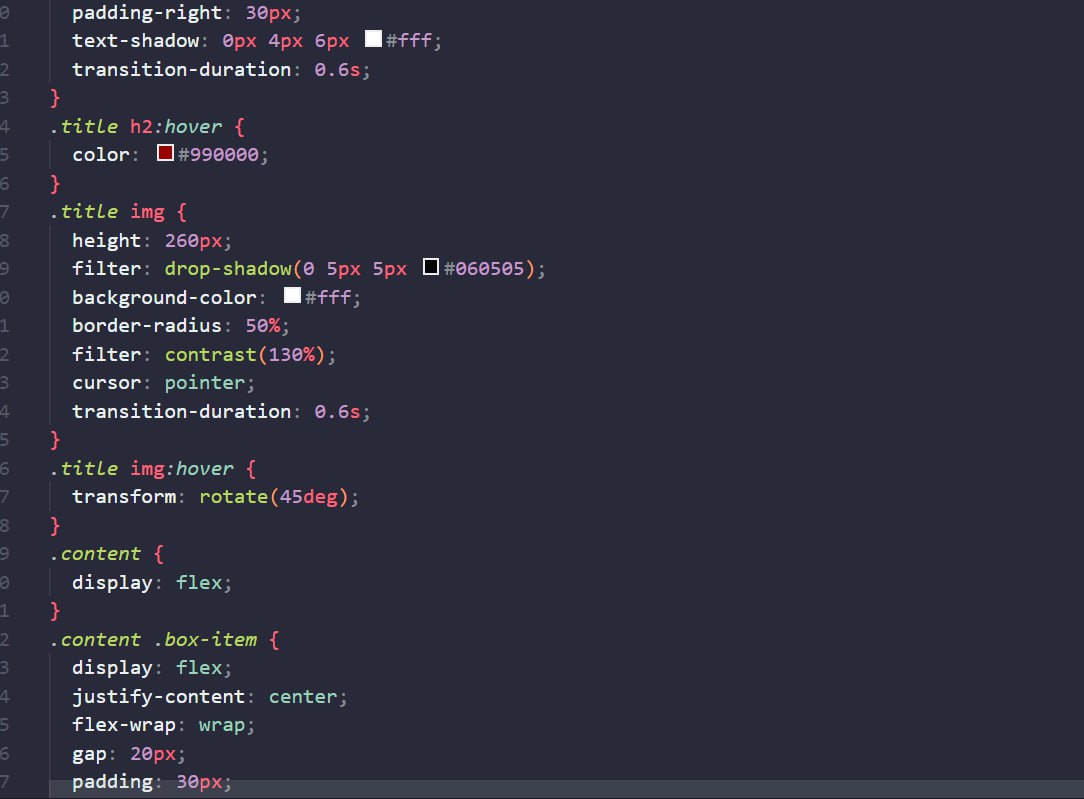 0 padding-right: 30px;
1 text-shadow: 0px 4px 6px #fff;
2 transition-duration: 0.6s;
3 }
4 .title h2:hover {
5 color: #990000;
6 }
7 .title img {
8 height: 260px;
9 filter: drop-shadow(0 5px 5px #060505);
0 background-color: #fff;
1 border-radius: 50%;
2 filter: contrast(130%);
3 cursor: pointer;
4 transition-duration: 0.6s;
5 }
6 .title img:hover {
7 transform: rotate(45deg);
8 }
9 .content {
0 display: flex;
1 }
2 .content .box-item {
3 display: flex;
4 justify-content: center;
5 flex-wrap: wrap;
6 gap: 20px;
7 padding: 30px;